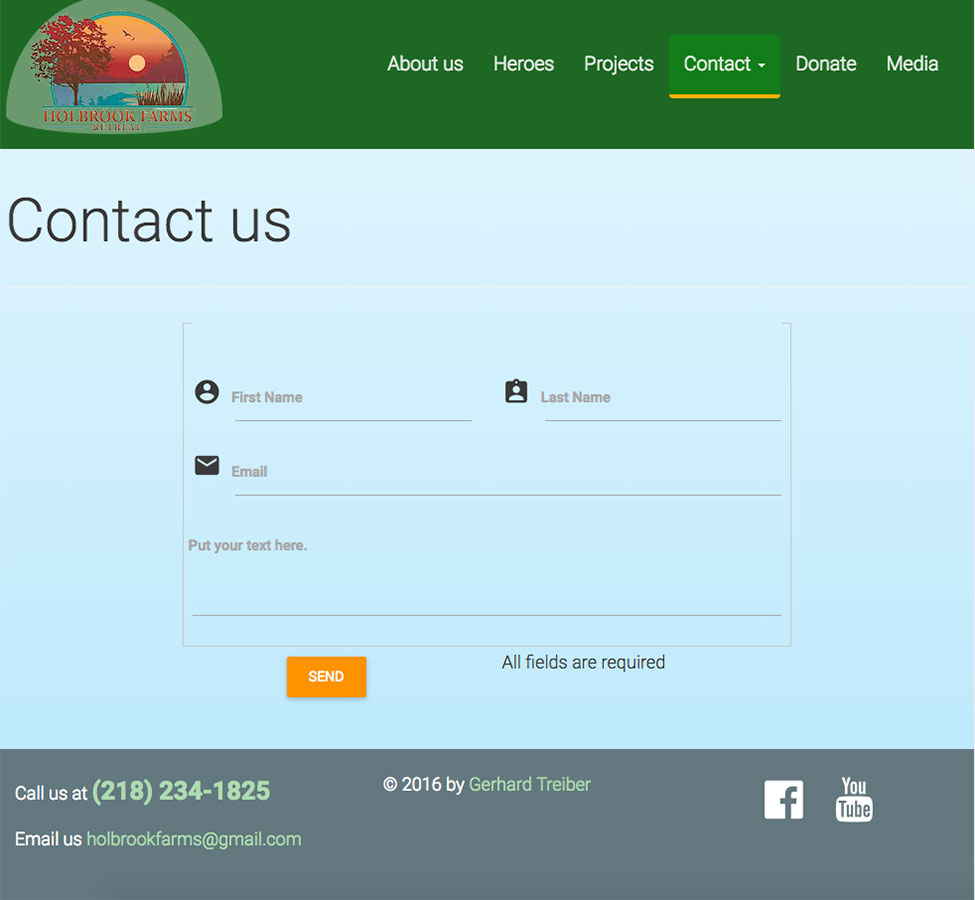 HOLBROOK FARMS
RETREAT
About us Heroes Projects Contact Donate Media
Contact us
First Name Last Name
Email
Put your text here.
SEND All fields are required
Call us at (218) 234-1825 © 2016 by Gerhard Treiber You Tube
Email us holbrookfarms@gmail.com